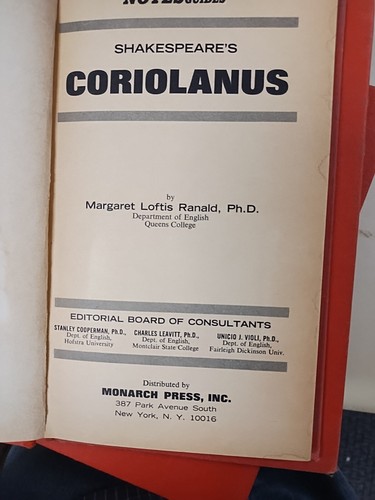 NOTES GUIDES
SHAKESPEARE'S
CORIOLANUS
by
Margaret Loftis Ranald, Ph.D.
Department of English
Queens College
EDITORIAL BOARD OF CONSULTANTS
STANLEY COOPERMAN, Ph.D., CHARLES LEAVITT, Ph.D., UNICIO J. VIOLI, Ph.D.,
Dept. of English, Dept. of English, Dept. of English,
Hofstra University Montclair State College Fairleigh Dickinson Univ.
Distributed by
MONARCH PRESS, INC.
387 Park Avenue South
New York, N. Y. 10016